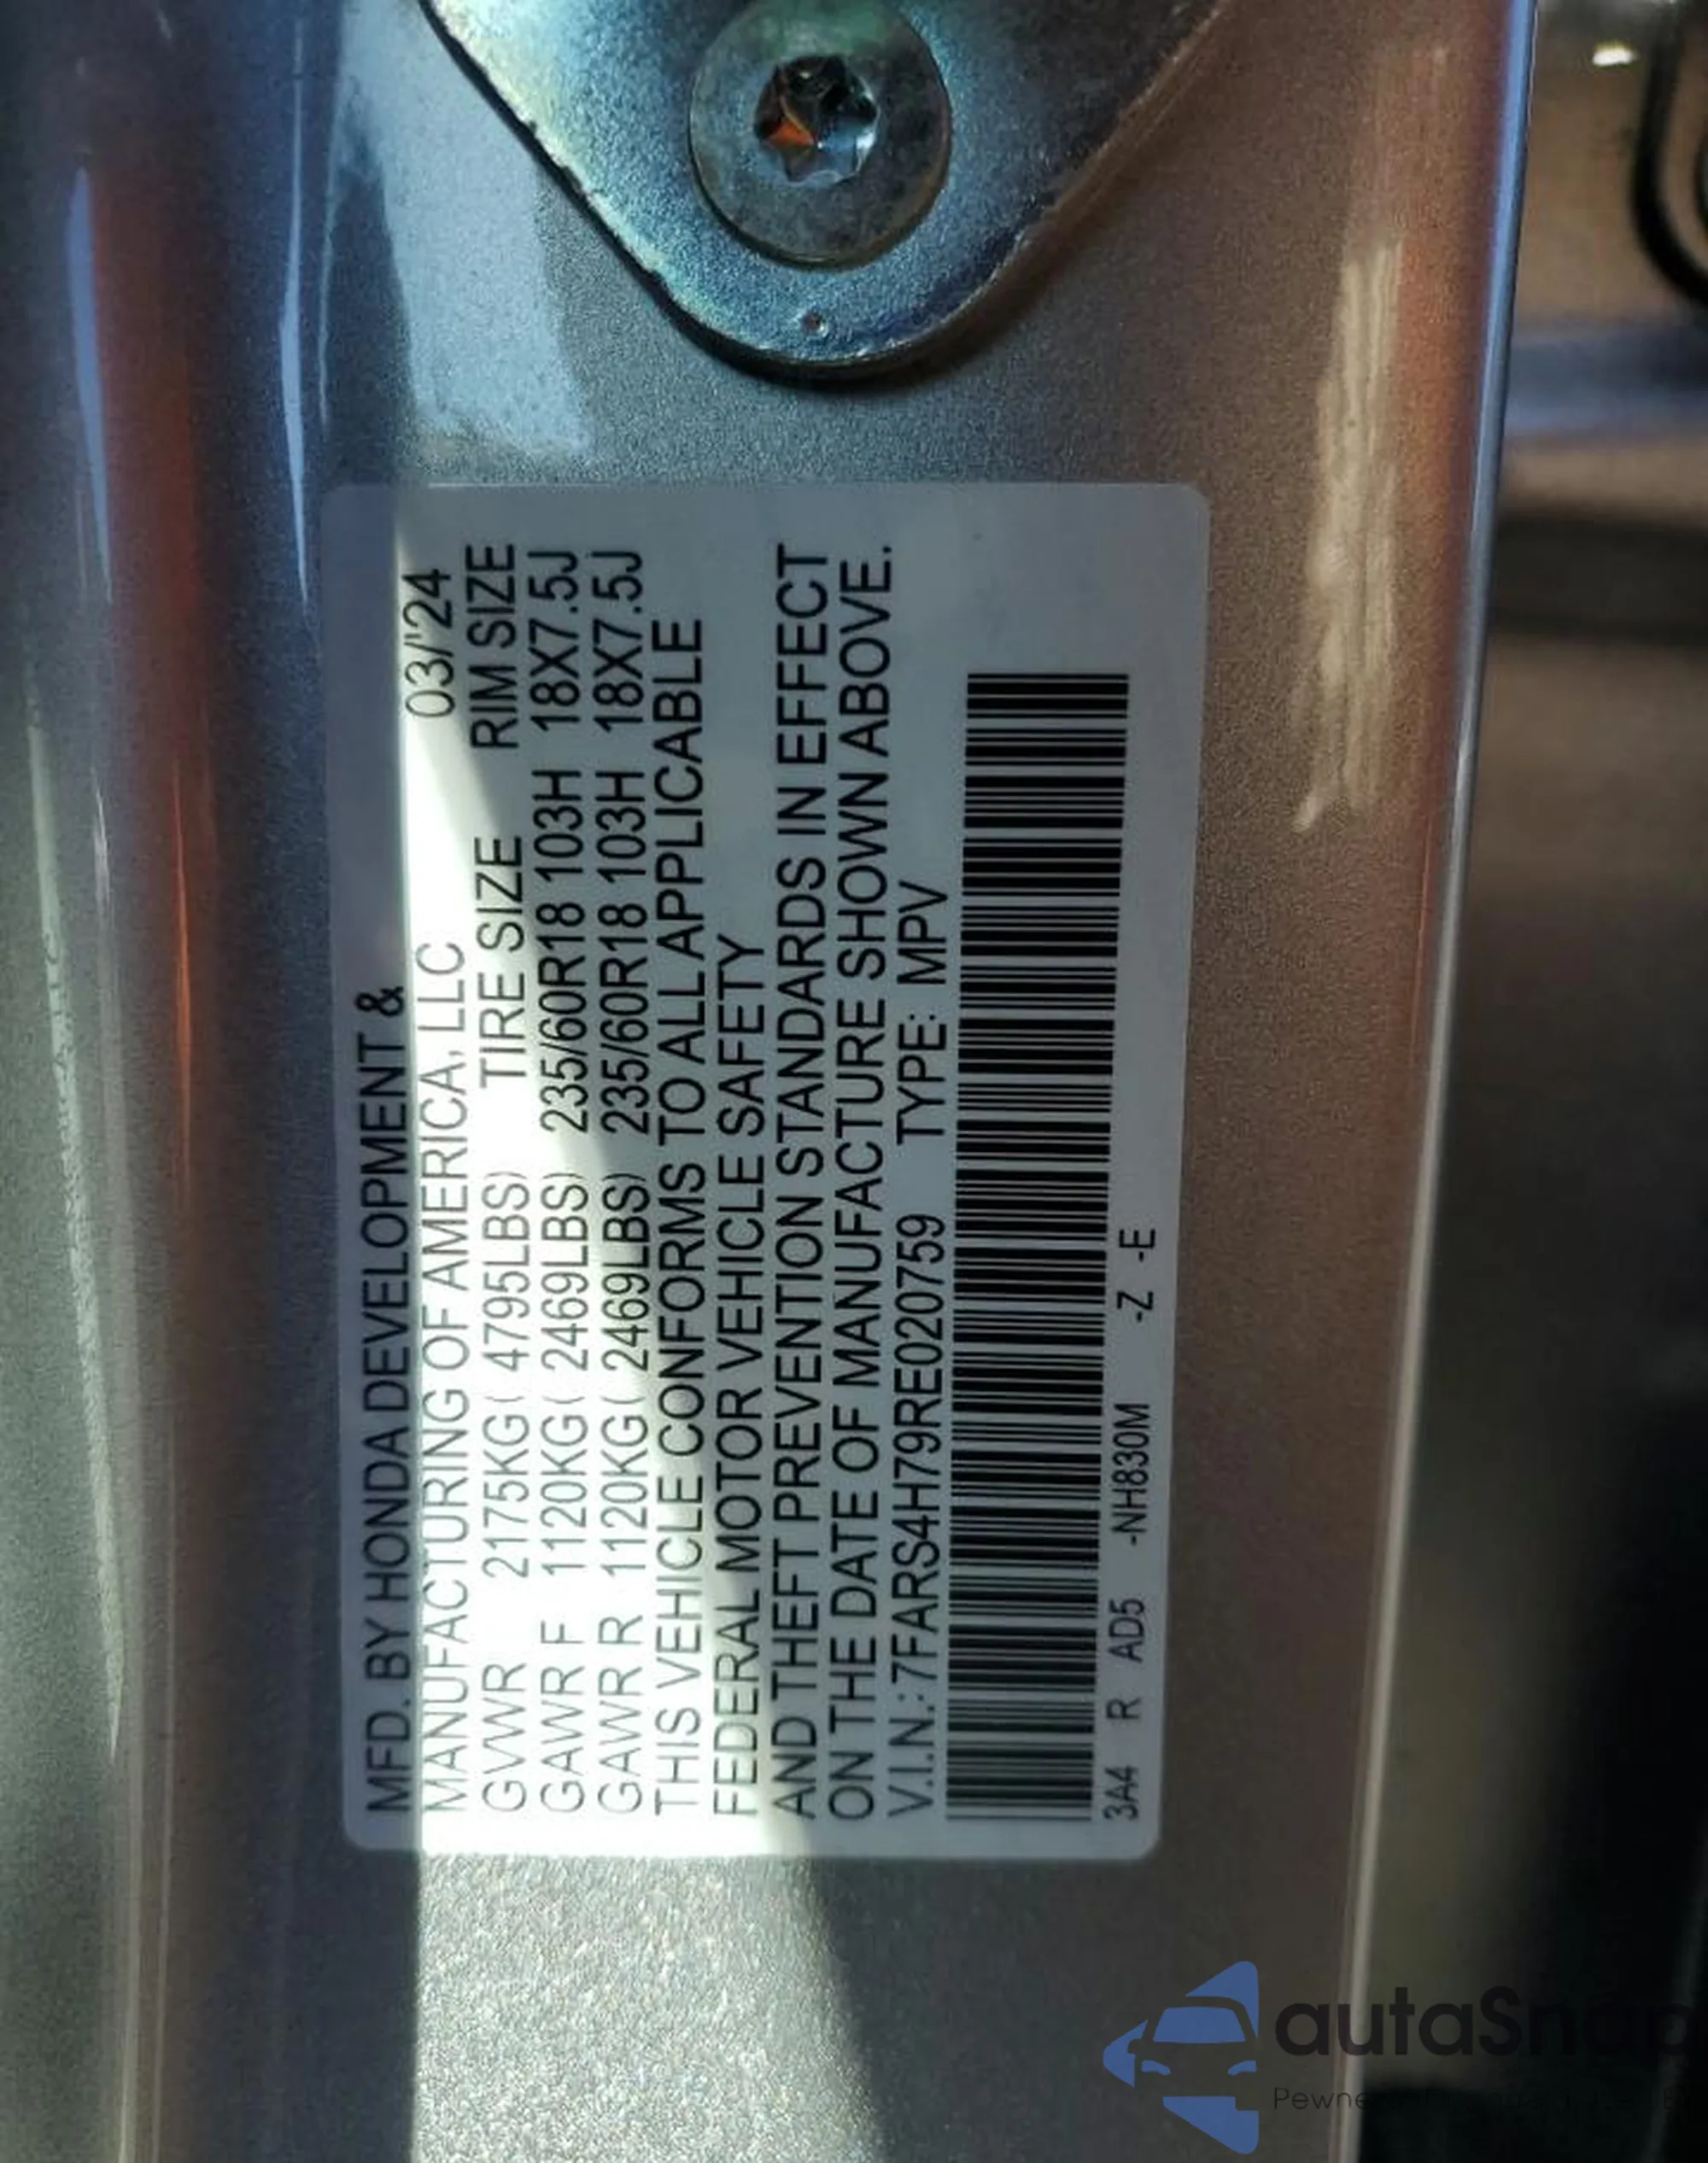 MFD. BY HONDA DEVELOPMENT &
MANUFACTURING OF AMERICA, LLC 03/'24
GVWR 2175KG( 4795LBS) TIRE SIZE RIM SIZE
GAWR F 1120KG( 2469LBS) 235/60R18 103H 18X7.5J
GAWR R 1120KG( 2469LBS) 235/60R18 103H 18X7.5J
THIS VEHICLE CONFORMS TO ALL APPLICABLE
FEDERAL MOTOR VEHICLE SAFETY
AND THEFT PREVENTION STANDARDS IN EFFECT
ON THE DATE OF MANUFACTURE SHOWN ABOVE.
V.I.N.: 7FARS4H79RE020759 TYPE: MPV
3A4 R AD5 -NH830M -Z -E
autaSnap